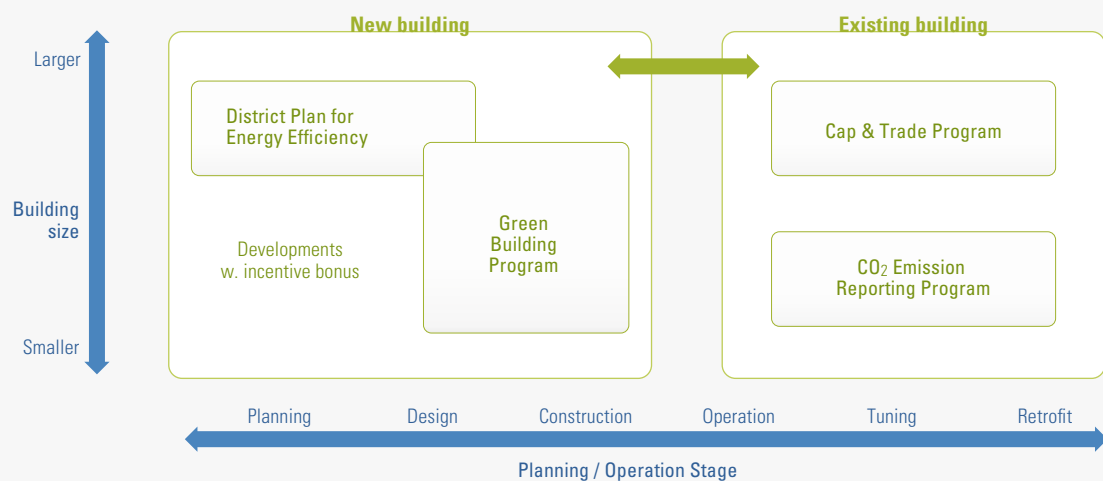 New building
Existing building
Larger
District Plan for
Energy Efficiency
Cap & Trade Program
Building
size
Green
Building
Program
Developments
w. incentive bonus
CO₂ Emission
Reporting Program
Smaller
Planning
Design
Construction
Operation
Tuning
Retrofit
Planning / Operation Stage